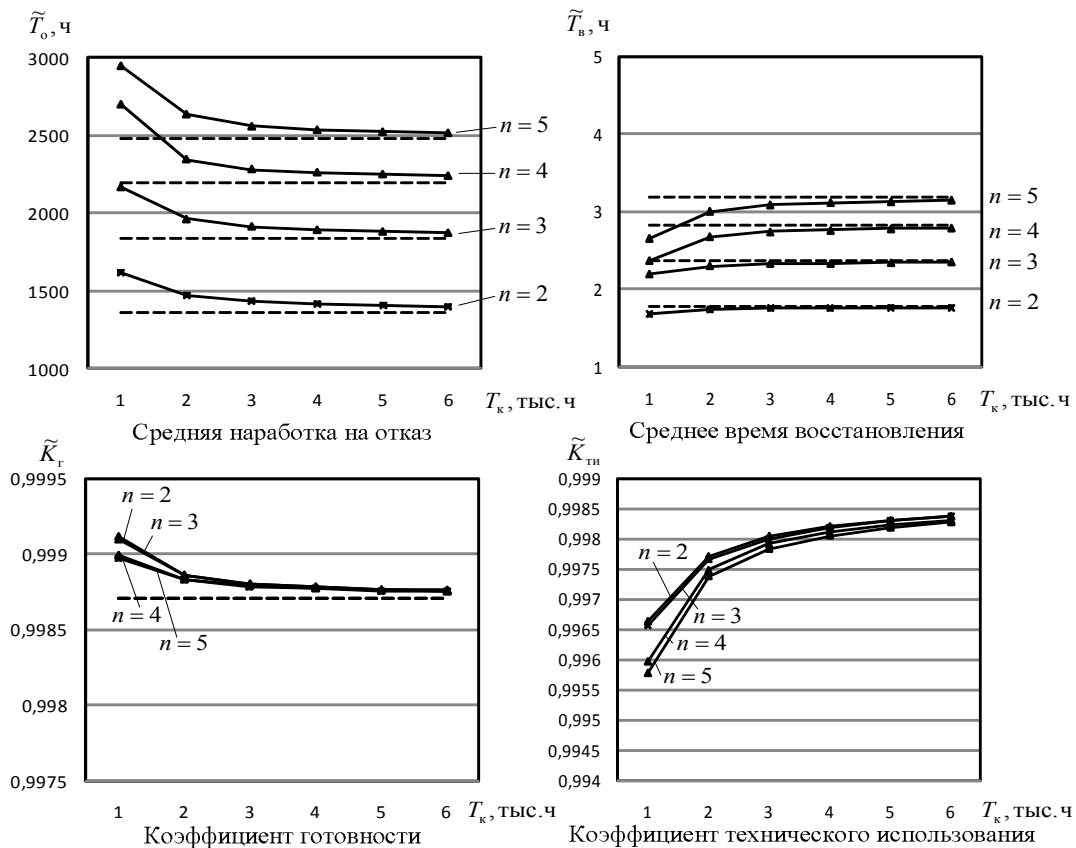 T̃о, ч
3000
2500
2000
1500
1000
n = 5
n = 4
n = 3
n = 2
1 2 3 4 5 6 Tк, тыс. ч
Средняя наработка на отказ
T̃в, ч
5
4
3
2
1
n = 5
n = 4
n = 3
n = 2
1 2 3 4 5 6 Tк, тыс. ч
Среднее время восстановления
K̃г
0,9995
0,999
0,9985
0,998
0,9975
n = 2
n = 3
n = 4
n = 5
1 2 3 4 5 6 Tк, тыс. ч
Коэффициент готовности
K̃ти
0,999
0,9985
0,998
0,9975
0,997
0,9965
0,996
0,9955
0,995
0,9945
0,994
n = 2
n = 3
n = 4
n = 5
1 2 3 4 5 6 Tк, тыс. ч
Коэффициент технического использования